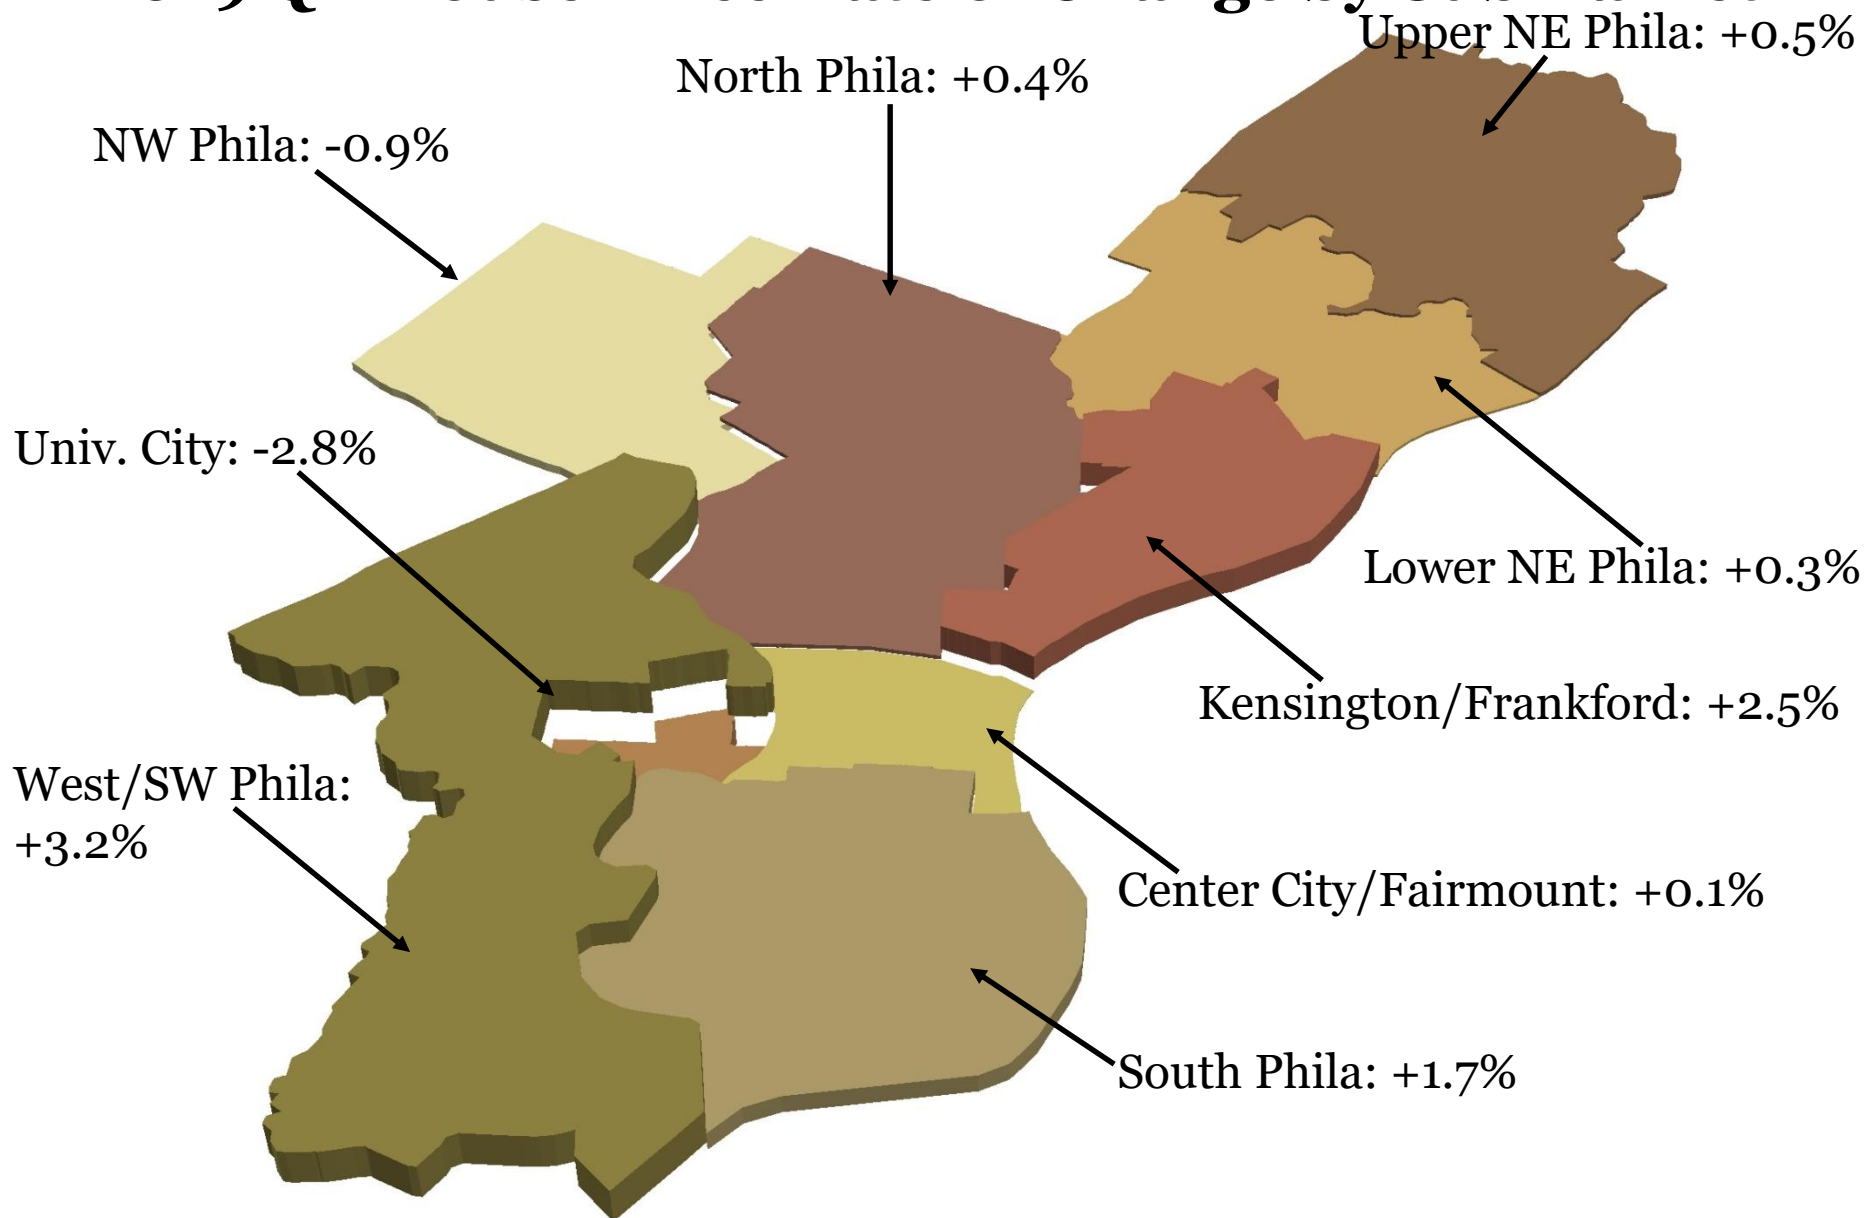 Upper NE Phila: +0.5%
North Phila: +0.4%
NW Phila: -0.9%
Univ. City: -2.8%
Lower NE Phila: +0.3%
Kensington/Frankford: +2.5%
West/SW Phila:
+3.2%
Center City/Fairmount: +0.1%
South Phila: +1.7%